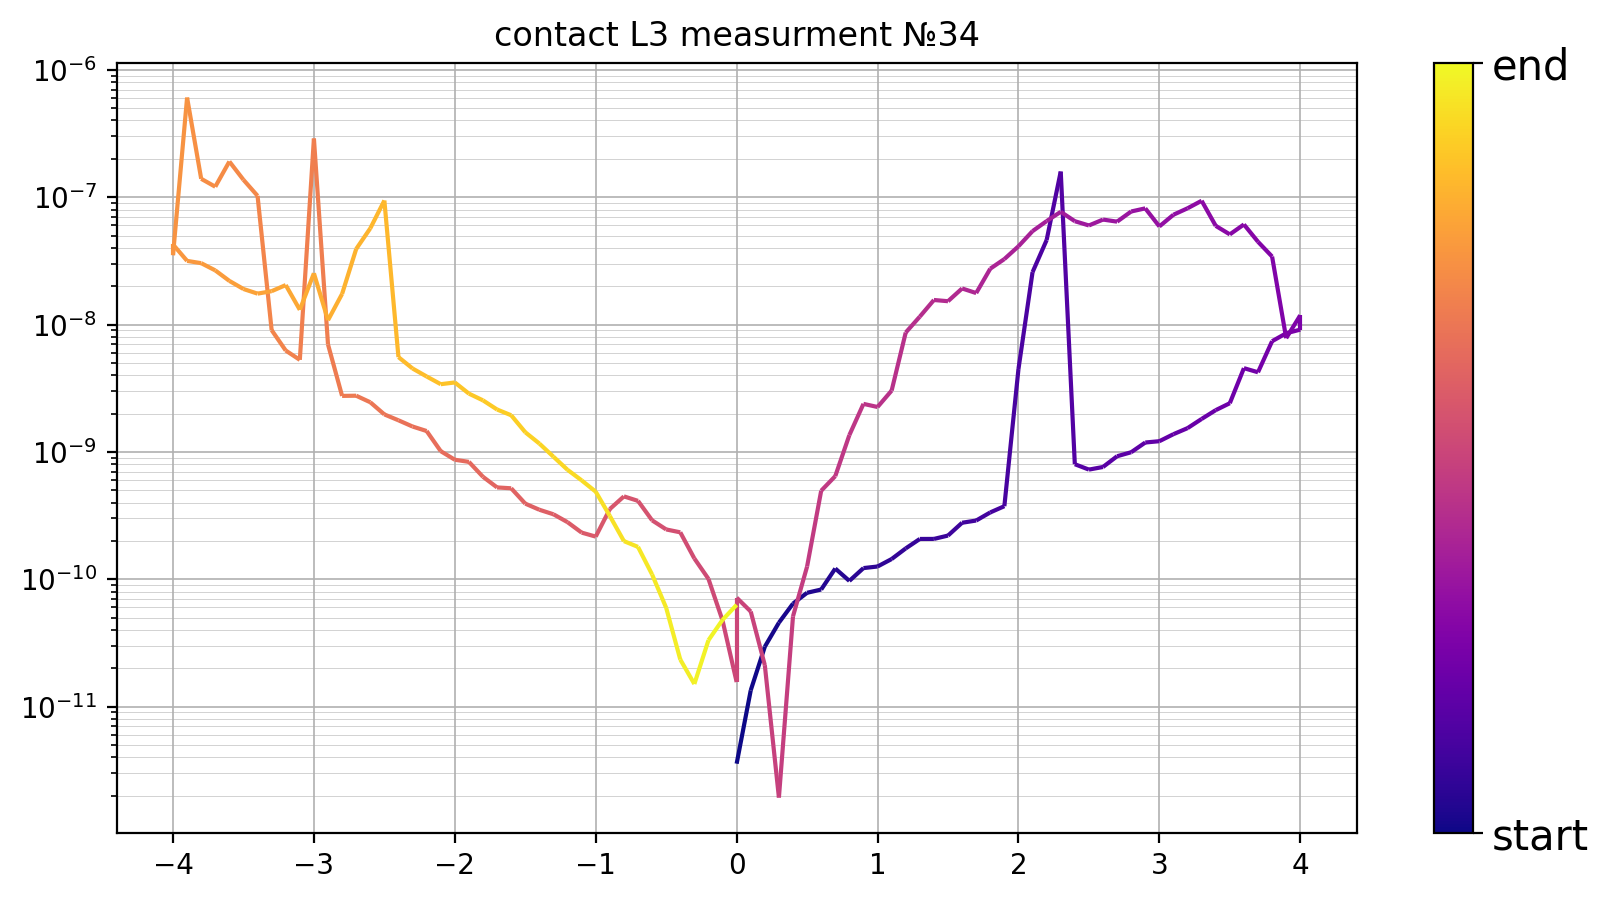 contact L3 measurment №34
10⁻⁶
10⁻⁷
10⁻⁸
10⁻⁹
10⁻¹⁰
10⁻¹¹
−4 −3 −2 −1 0 1 2 3 4
end
start